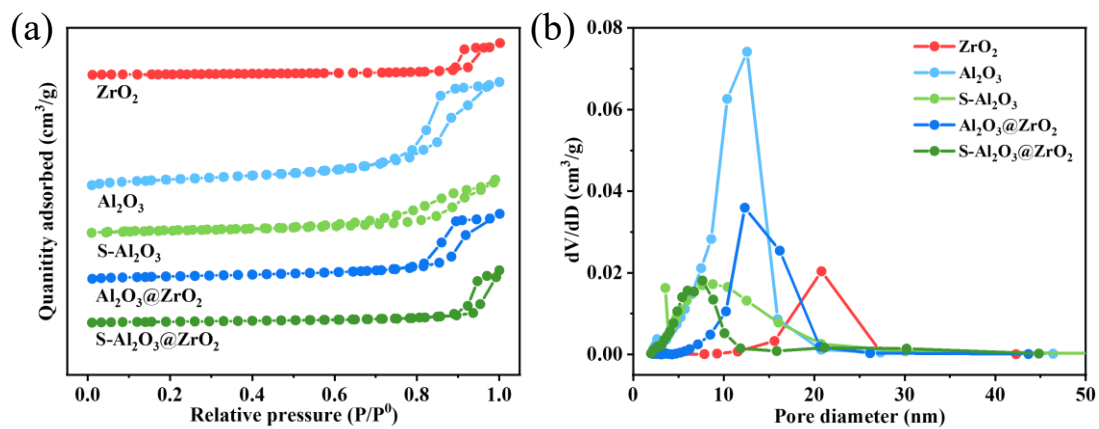 (a)
Quanitity adsorbed (cm³/g)
ZrO₂
Al₂O₃
S-Al₂O₃
Al₂O₃@ZrO₂
S-Al₂O₃@ZrO₂
0.0 0.2 0.4 0.6 0.8 1.0
Relative pressure (P/P⁰)
(b)
dV/dD (cm³/g)
0.08
0.06
0.04
0.02
0.00
ZrO₂
Al₂O₃
S-Al₂O₃
Al₂O₃@ZrO₂
S-Al₂O₃@ZrO₂
0 10 20 30 40 50
Pore diameter (nm)